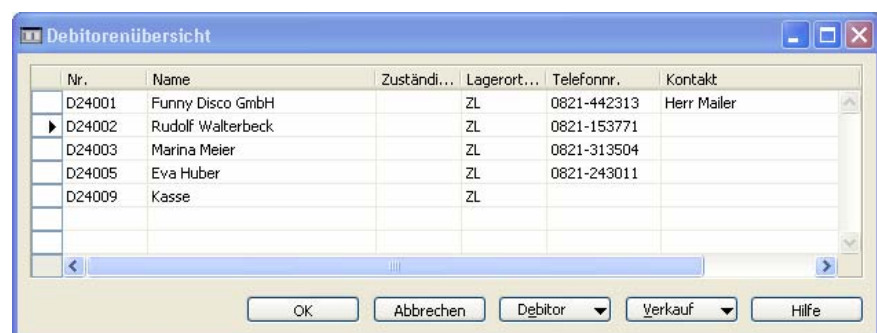 Debitorenübersicht
Nr. Name Zuständi... Lagerort... Telefonnr. Kontakt
D24001 Funny Disco GmbH ZL 0821-442313 Herr Mailer
D24002 Rudolf Walterbeck ZL 0821-153771
D24003 Marina Meier ZL 0821-313504
D24005 Eva Huber ZL 0821-243011
D24009 Kasse ZL
OK Abbrechen Debitor Verkauf Hilfe